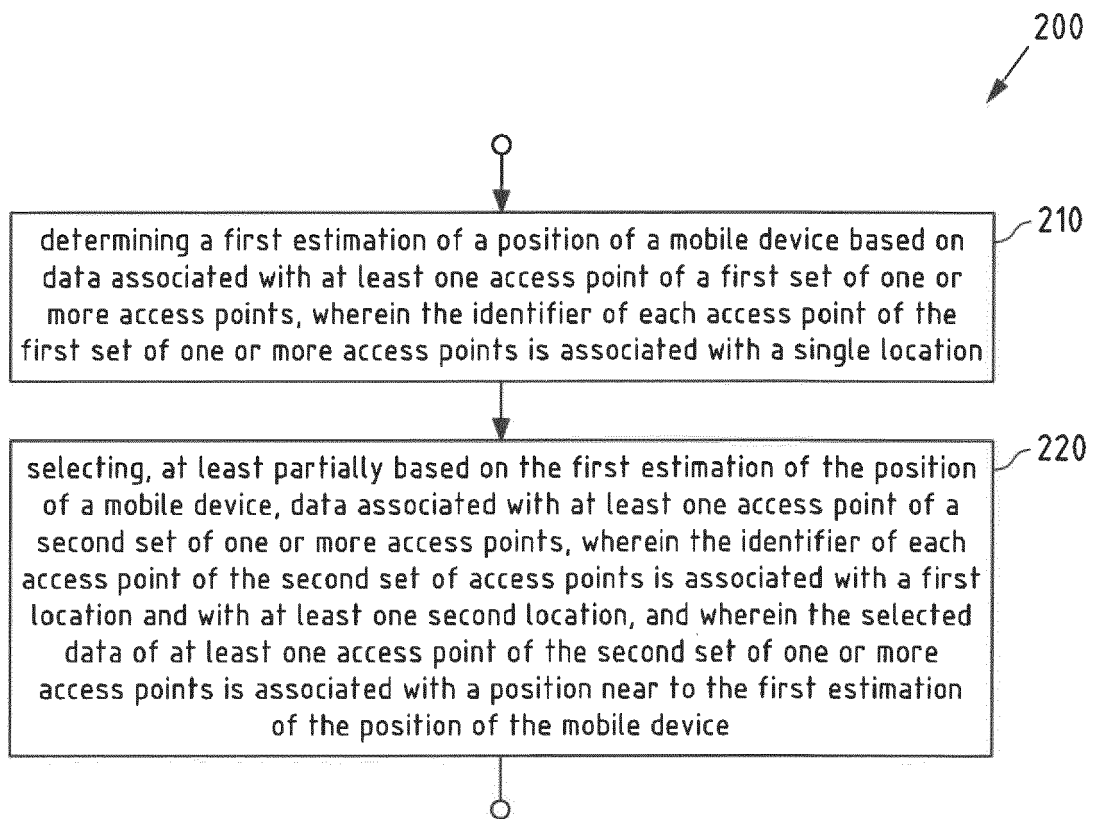 200
210
determining a first estimation of a position of a mobile device based on
data associated with at least one access point of a first set of one or
more access points, wherein the identifier of each access point of the
first set of one or more access points is associated with a single location
220
selecting, at least partially based on the first estimation of the position
of a mobile device, data associated with at least one access point of a
second set of one or more access points, wherein the identifier of each
access point of the second set of access points is associated with a first
location and with at least one second location, and wherein the selected
data of at least one access point of the second set of one or more
access points is associated with a position near to the first estimation
of the position of the mobile device